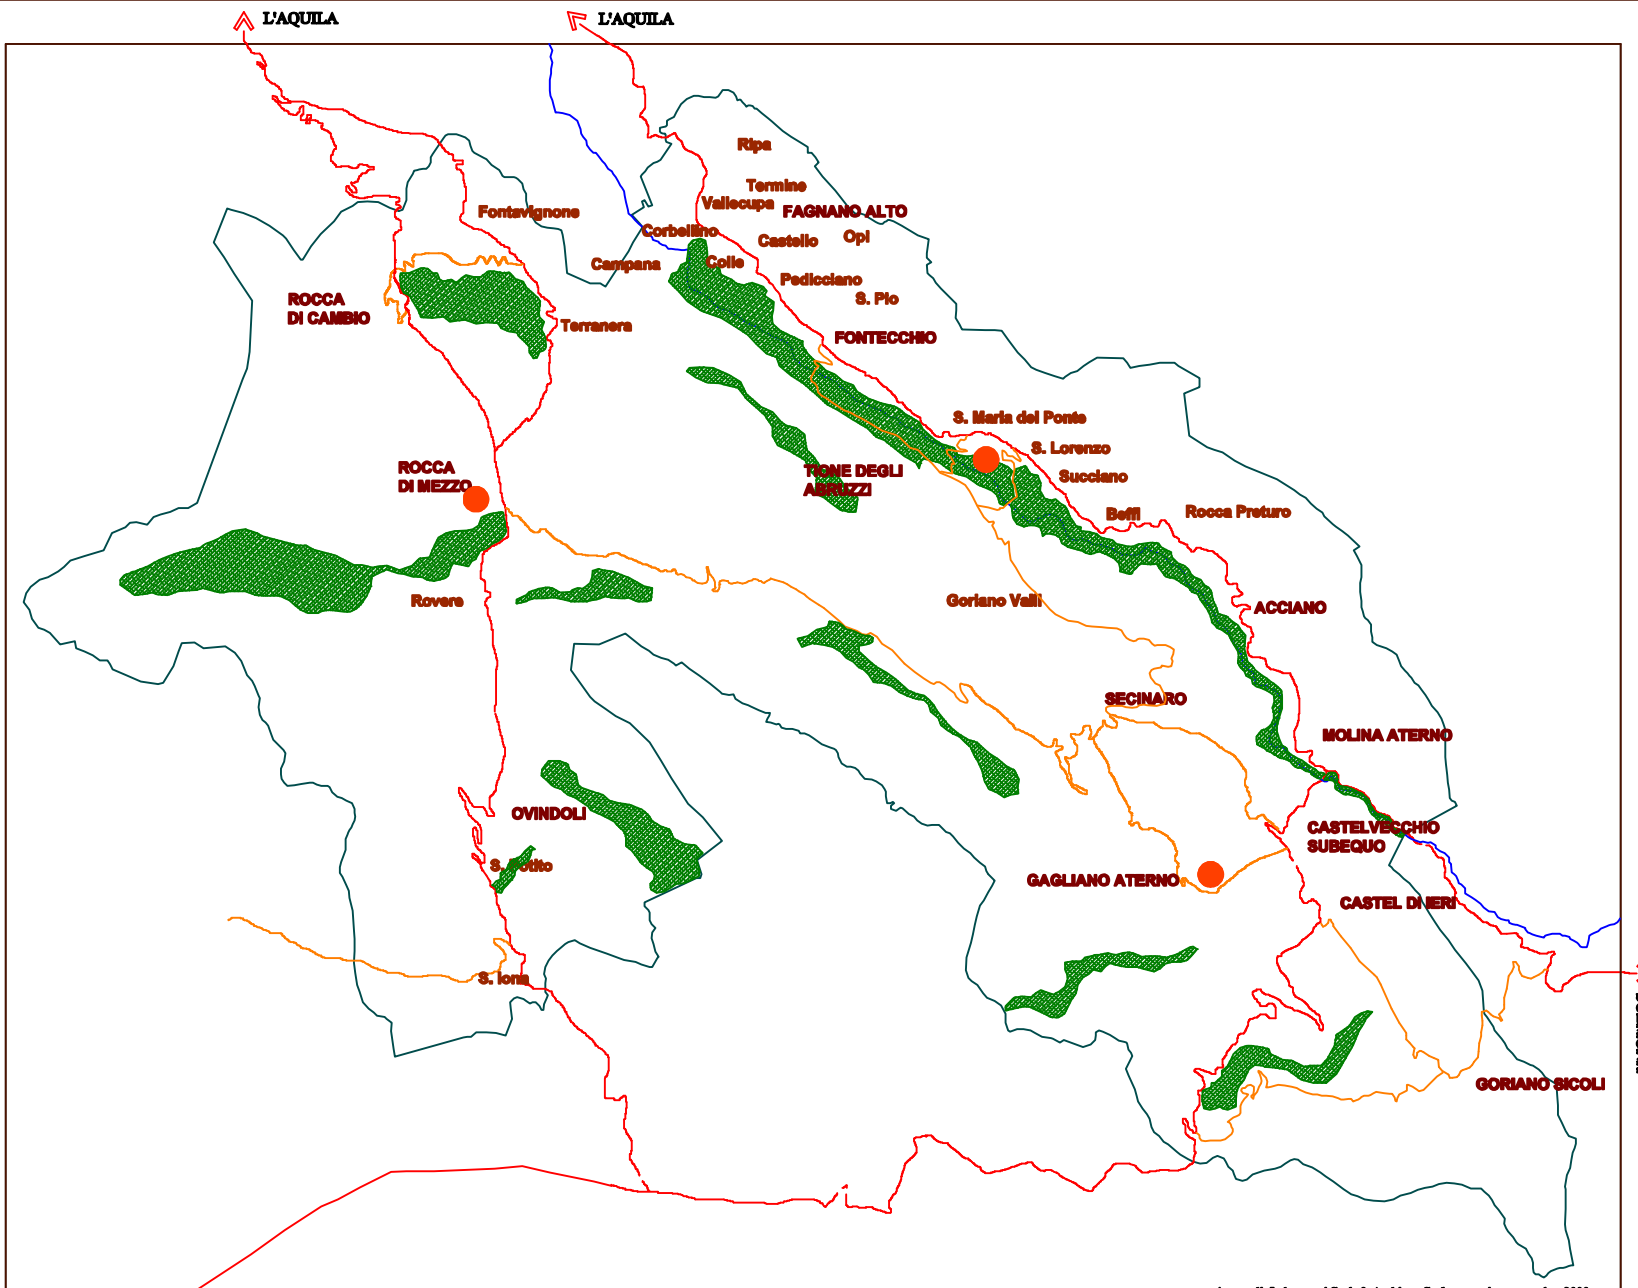 L'AQUILA
L'AQUILA
Ripa
Termine
Vallecupa
FAGNANO ALTO
Fontavignone
Corbellino
Castello
Opi
Campana
Colle
Pedicciano
S. Pio
ROCCA
DI CAMBIO
Terranera
FONTECCHIO
S. Maria del Ponte
S. Lorenzo
ROCCA
DI MEZZO
TIONE DEGLI
ABRUZZI
Succiano
Beffi
Rocca Preturo
Rovere
Goriano Valli
ACCIANO
SECINARO
MOLINA ATERNO
OVINDOLI
CASTELVECCHIO
SUBEQUO
S. Potito
GAGLIANO ATERNO
CASTEL DI IERI
S. Iona
GORIANO SICOLI